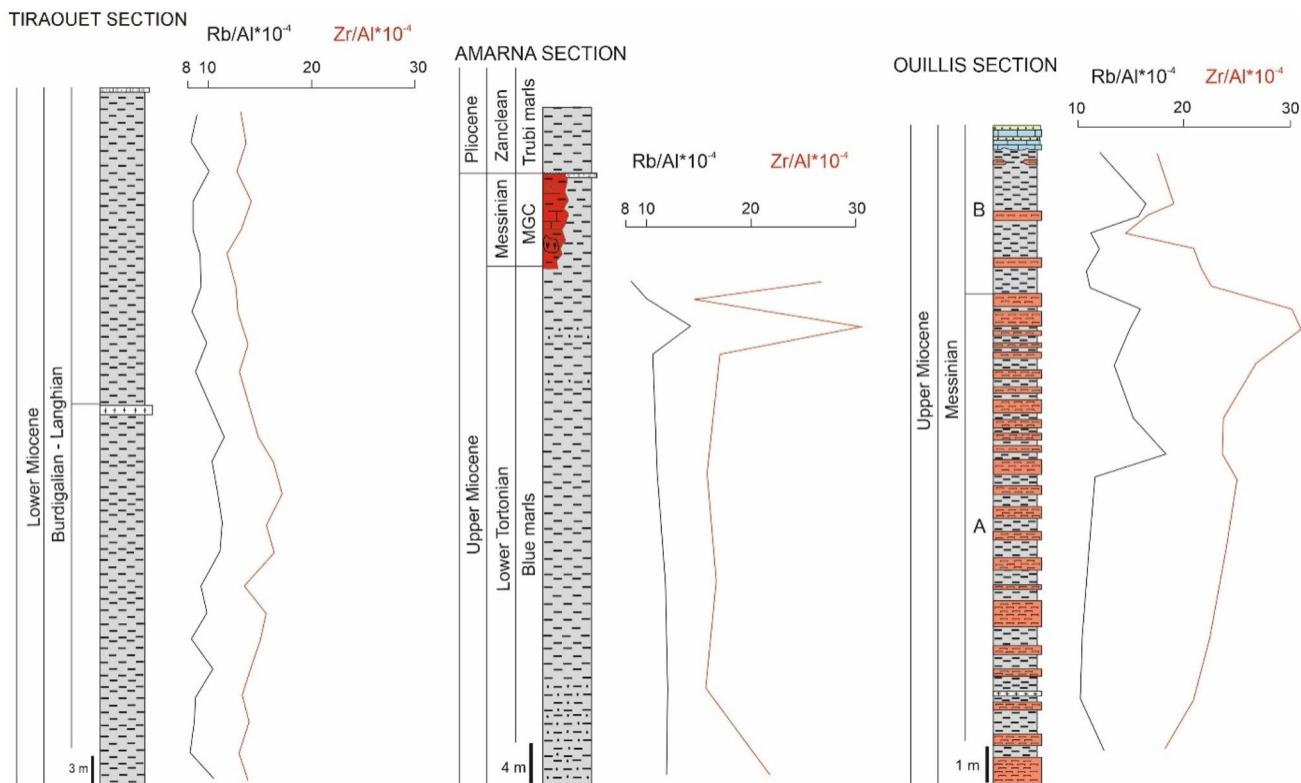 TIRAOUET SECTION
Rb/Al*10-4 Zr/Al*10-4
8 10 20 30
Lower Miocene
Burdigalian - Langhian
3 m
AMARNA SECTION
Pliocene
Zanclean
Trubi marls
Messinian
MGC
Upper Miocene
Lower Tortonian
Blue marls
4 m
Rb/Al*10-4 Zr/Al*10-4
8 10 20 30
OUILLIS SECTION
Rb/Al*10-4 Zr/Al*10-4
10 20 30
Upper Miocene
Messinian
B
A
1 m